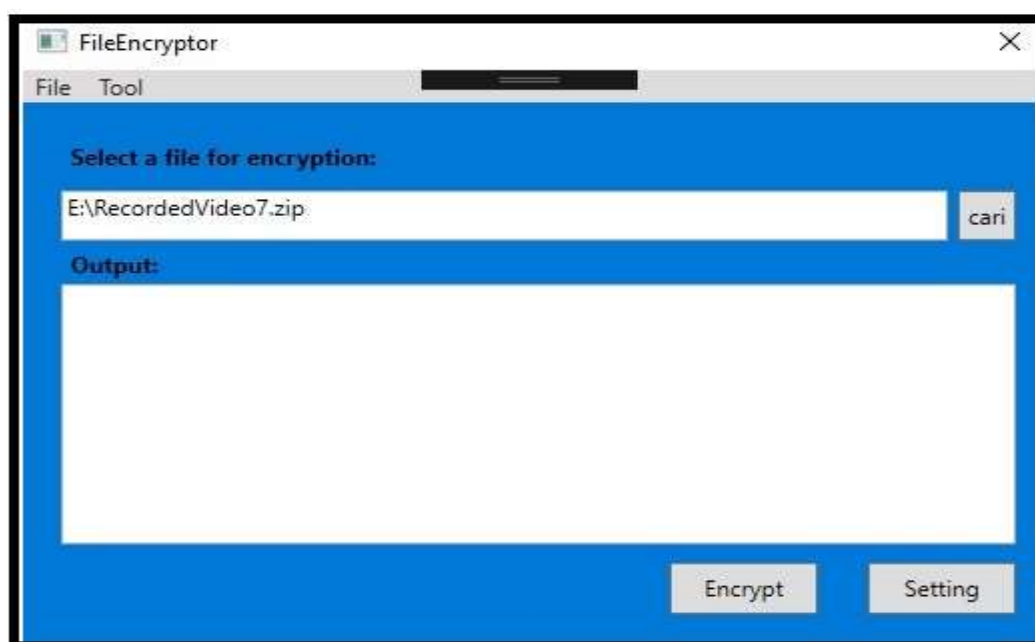 FileEncryptor
File Tool
Select a file for encryption:
E:\RecordedVideo7.zip
cari
Output:
Encrypt Setting